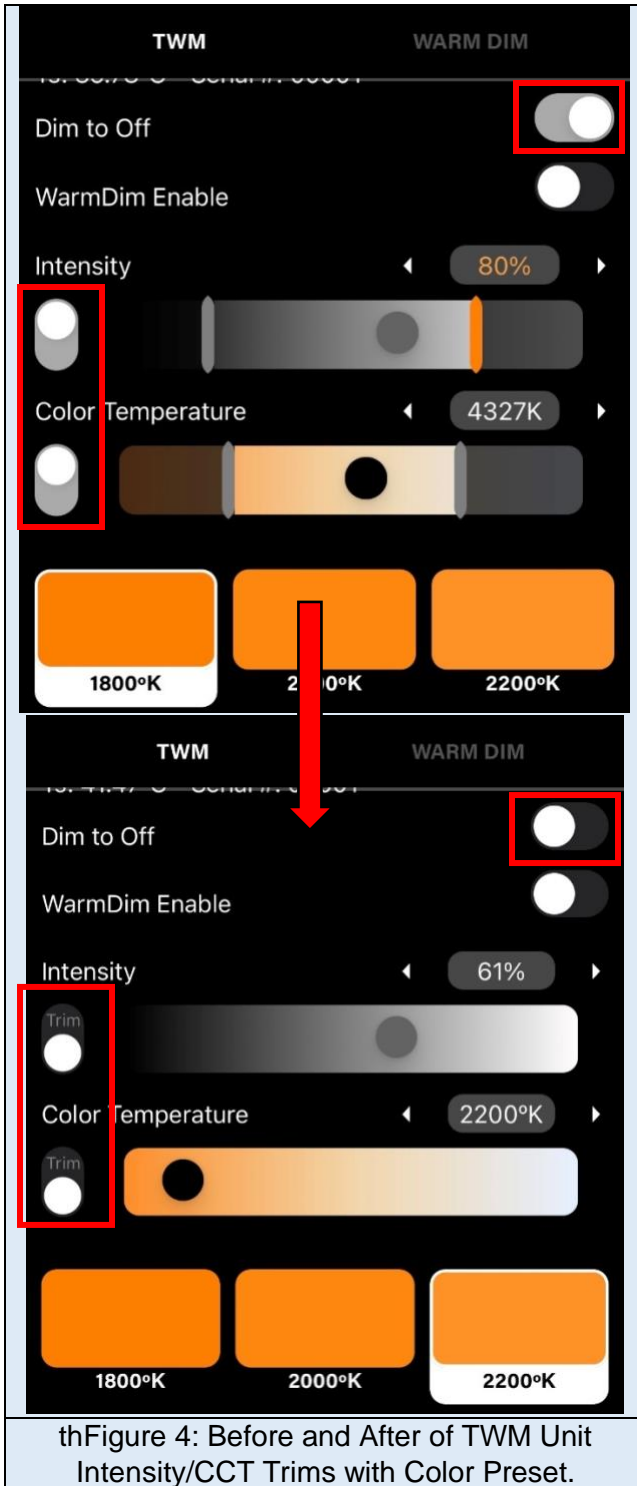 TWM WARM DIM
Dim to Off
WarmDim Enable
Intensity 80%
Color Temperature 4327K
1800ºK 2200ºK
TWM WARM DIM
Dim to Off
WarmDim Enable
Intensity 61%
Trim
Color Temperature 2200ºK
Trim
1800ºK 2000ºK 2200ºK
thFigure 4: Before and After of TWM Unit
Intensity/CCT Trims with Color Preset.